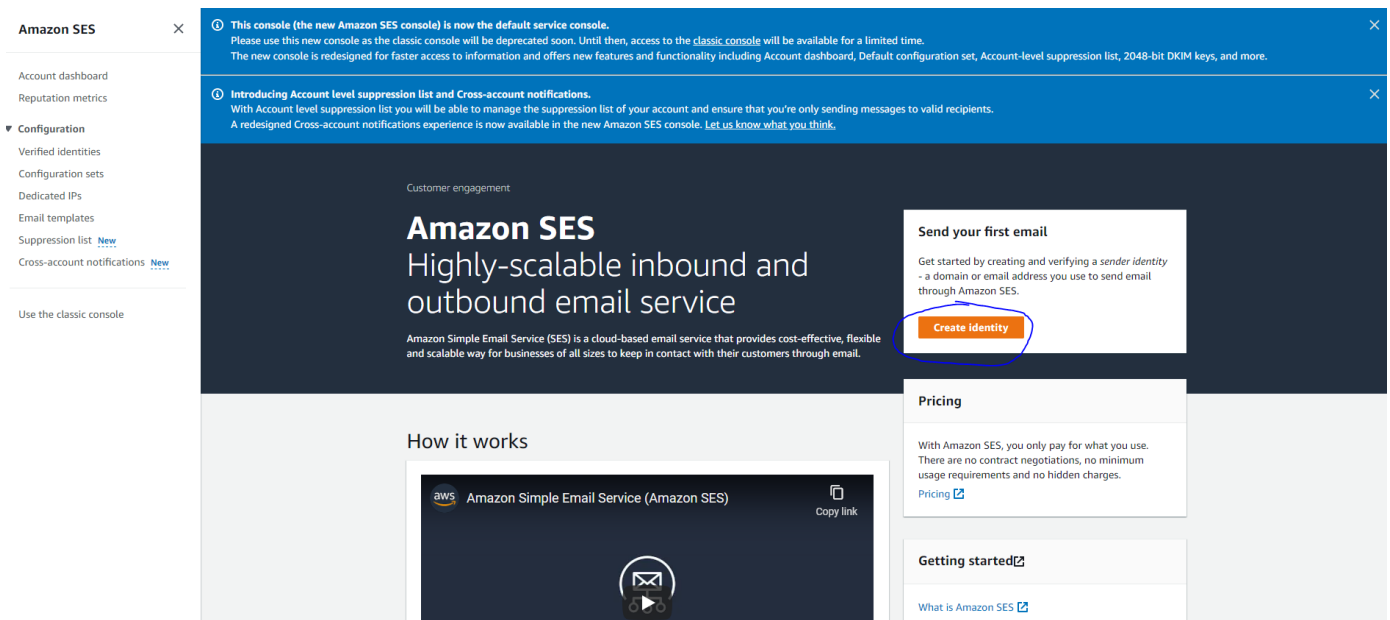 Amazon SES
Account dashboard
Reputation metrics
Configuration
Verified identities
Configuration sets
Dedicated IPs
Email templates
Suppression list New
Cross-account notifications New
Use the classic console
This console (the new Amazon SES console) is now the default service console.
Please use this new console as the classic console will be deprecated soon. Until then, access to the classic console will be available for a limited time.
The new console is redesigned for faster access to information and offers new features and functionality including Account dashboard, Default configuration set, Account-level suppression list, 2048-bit DKIM keys, and more.
Introducing Account level suppression list and Cross-account notifications.
With Account level suppression list you will be able to manage the suppression list of your account and ensure that you're only sending messages to valid recipients.
A redesigned Cross-account notifications experience is now available in the new Amazon SES console. Let us know what you think.
Customer engagement
Amazon SES
Highly-scalable inbound and
outbound email service
Amazon Simple Email Service (SES) is a cloud-based email service that provides cost-effective, flexible
and scalable way for businesses of all sizes to keep in contact with their customers through email.
Send your first email
Get started by creating and verifying a sender identity
- a domain or email address you use to send email
through Amazon SES.
Create identity
Pricing
With Amazon SES, you only pay for what you use.
There are no contract negotiations, no minimum
usage requirements and no hidden charges.
Pricing
How it works
aws Amazon Simple Email Service (Amazon SES)
Copy link
Getting started
What is Amazon SES